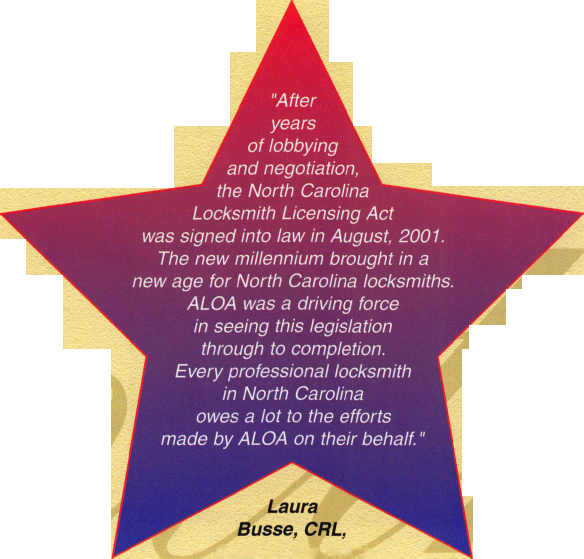 "After
years
of lobbying
and negotiation,
the North Carolina
Locksmith Licensing Act
was signed into law in August, 2001.
The new millennium brought in a
new age for North Carolina locksmiths.
ALOA was a driving force
in seeing this legislation
through to completion.
Every professional locksmith
in North Carolina
owes a lot to the efforts
made by ALOA on their behalf."
Laura
Busse, CRL,